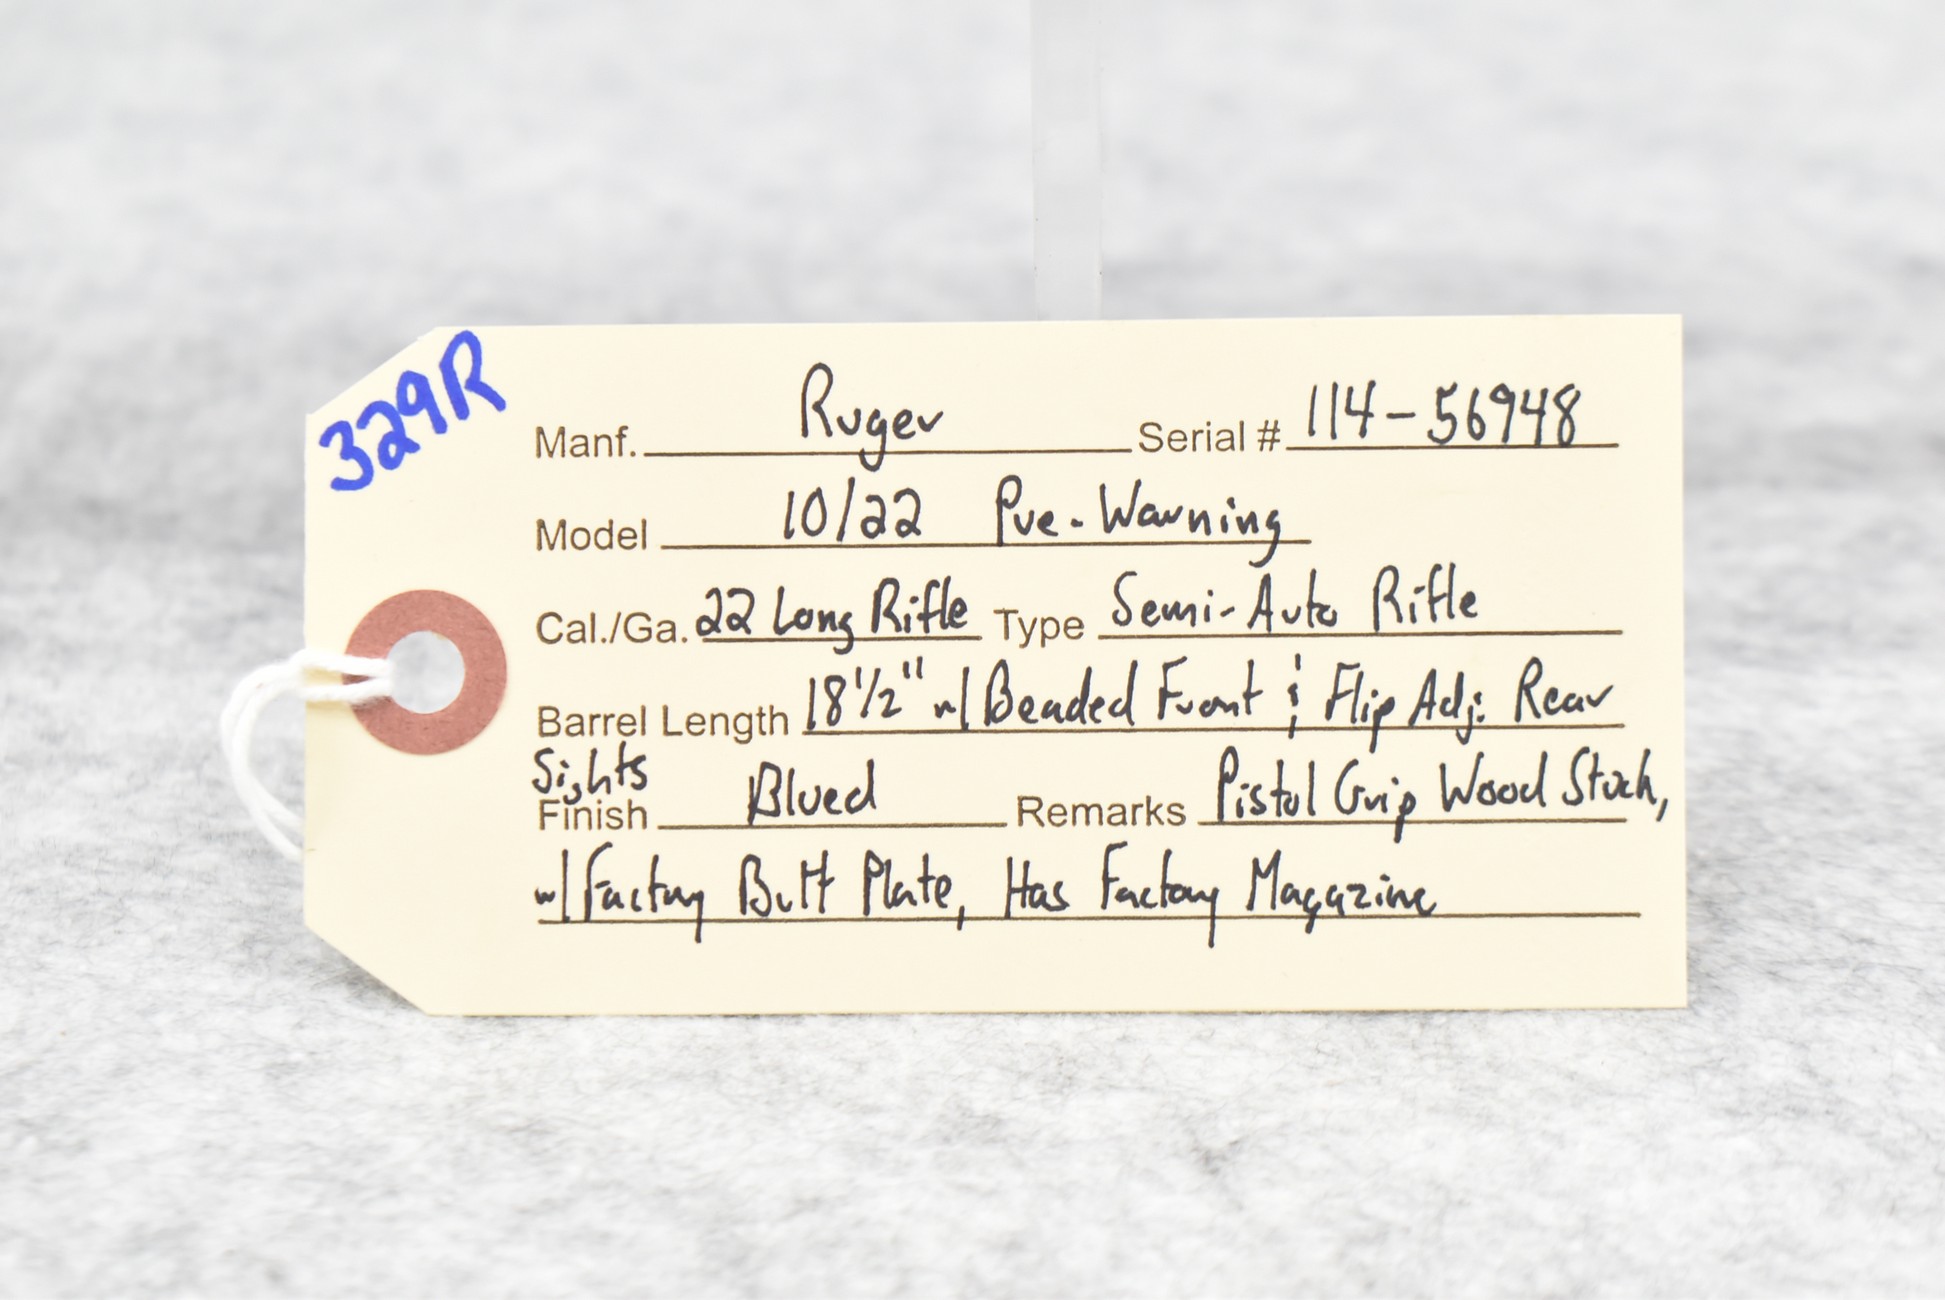 329R
Manf. Ruger Serial # 114-56948
Model 10/22 Pre-Warning
Cal./Ga. 22 Long Rifle Type Semi-Auto Rifle
Barrel Length 18 1/2" w/ Beaded Front & Flip Adj. Rear
Sights
Finish Blued Remarks Pistol Grip Wood Stock,
w/ Factory Butt Plate, Has Factory Magazine